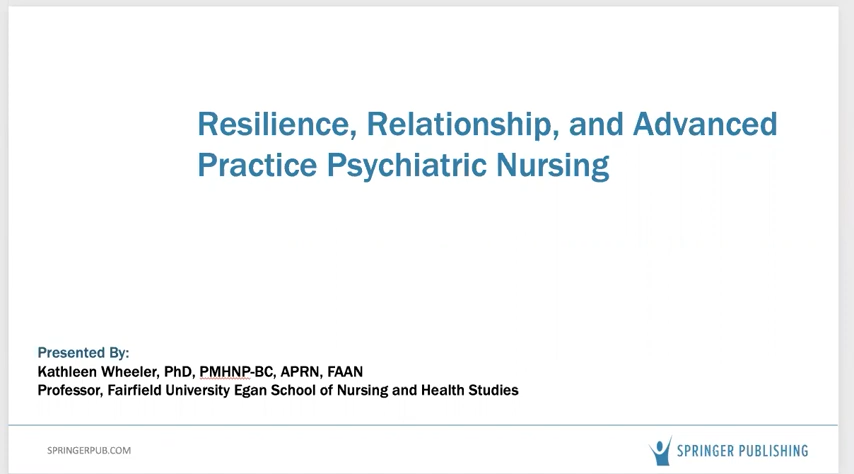 Resilience, Relationship, and Advanced
Practice Psychiatric Nursing
Presented By:
Kathleen Wheeler, PhD, PMHNP-BC, APRN, FAAN
Professor, Fairfield University Egan School of Nursing and Health Studies
SPRINGERPUB.COM
SPRINGER PUBLISHING